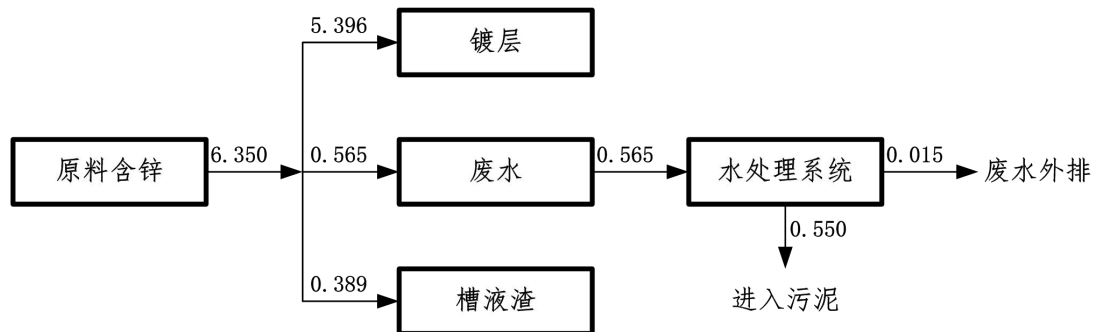 5.396
镀层
原料含锌
6.350
0.565
废水
0.565
水处理系统
0.015
废水外排
0.550
进入污泥
0.389
槽液渣